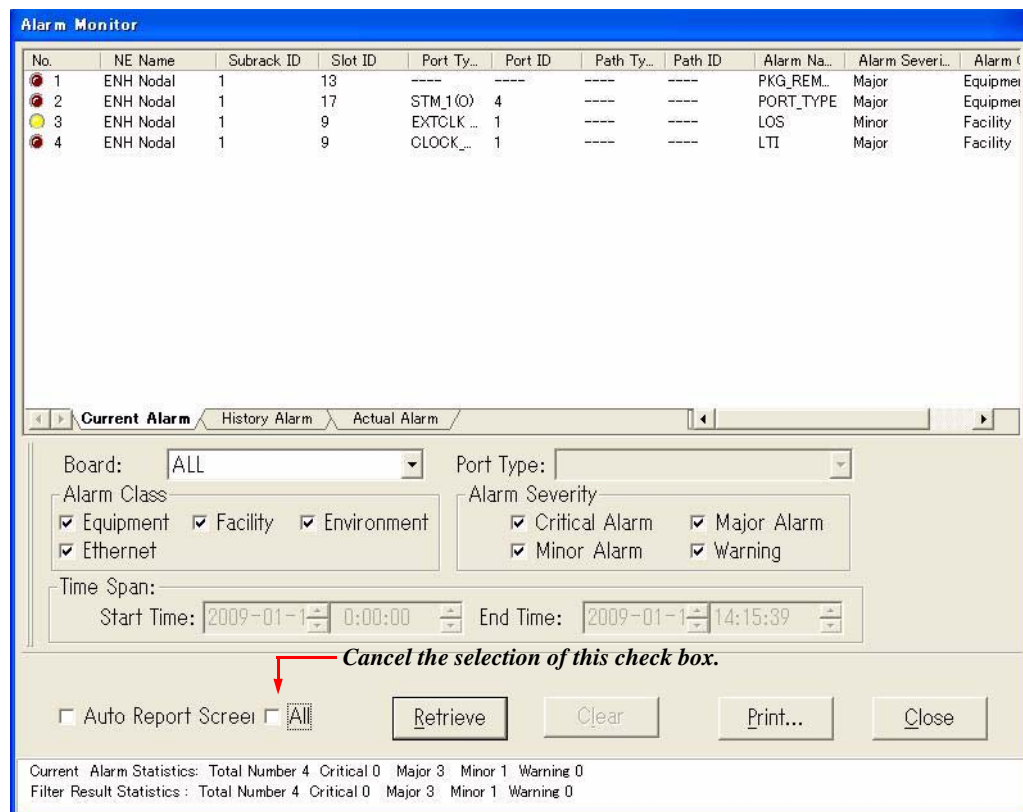 Alarm Monitor
No. NE Name Subrack ID Slot ID Port Ty... Port ID Path Ty... Path ID Alarm Na... Alarm Severi... Alarm
1 ENH Nodal 1 13 ---- ---- ---- ---- PKG_REM... Major Equipmen
2 ENH Nodal 1 17 STM_1(O) 4 ---- ---- PORT_TYPE Major Equipmen
3 ENH Nodal 1 9 EXTCLK ... 1 ---- ---- LOS Minor Facility
4 ENH Nodal 1 9 CLOCK_... 1 ---- ---- LTI Major Facility
Current Alarm History Alarm Actual Alarm
Board: ALL Port Type:
Alarm Class Alarm Severity
Equipment Facility Environment Critical Alarm Major Alarm
Ethernet Minor Alarm Warning
Time Span:
Start Time: 2009-01-1 0:00:00 End Time: 2009-01-1 14:15:39
Cancel the selection of this check box.
Auto Report Screen All Retrieve Clear Print... Close
Current Alarm Statistics: Total Number 4 Critical 0 Major 3 Minor 1 Warning 0
Filter Result Statistics : Total Number 4 Critical 0 Major 3 Minor 1 Warning 0